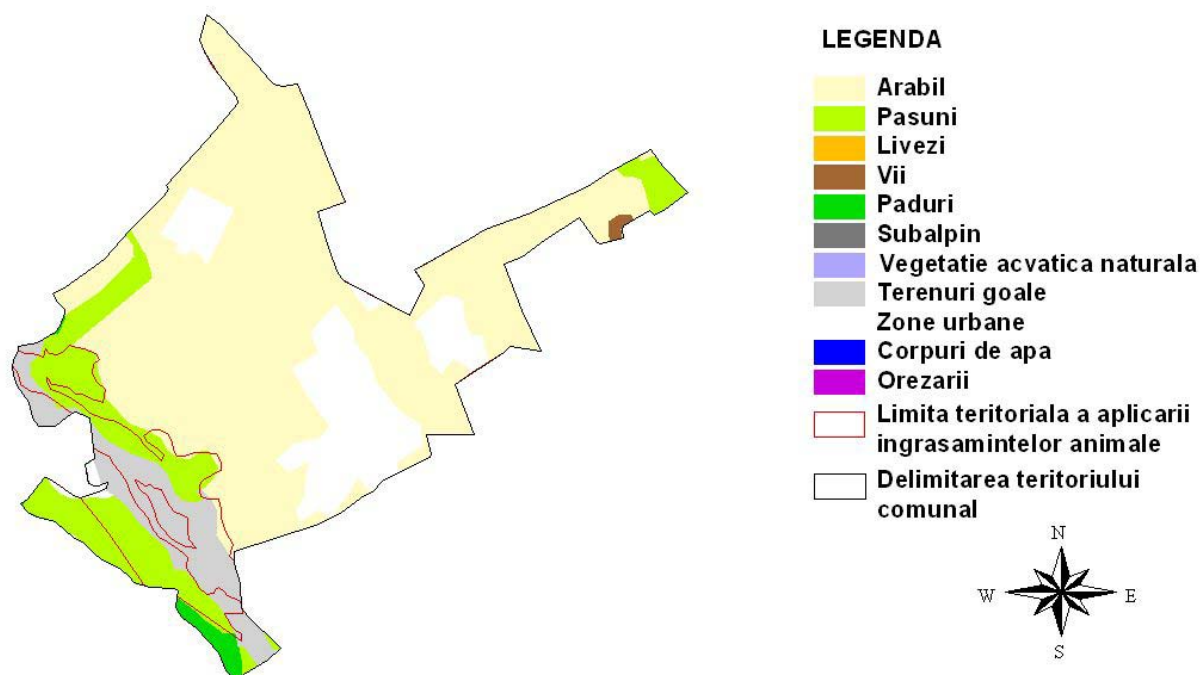 LEGENDA
Arabil
Pasuni
Livezi
Vii
Paduri
Subalpin
Vegetatie acvatica naturala
Terenuri goale
Zone urbane
Corpuri de apa
Orezarii
Limita teritoriala a aplicarii
ingrasamintelor animale
Delimitarea teritoriului
comunal
N
W E
S